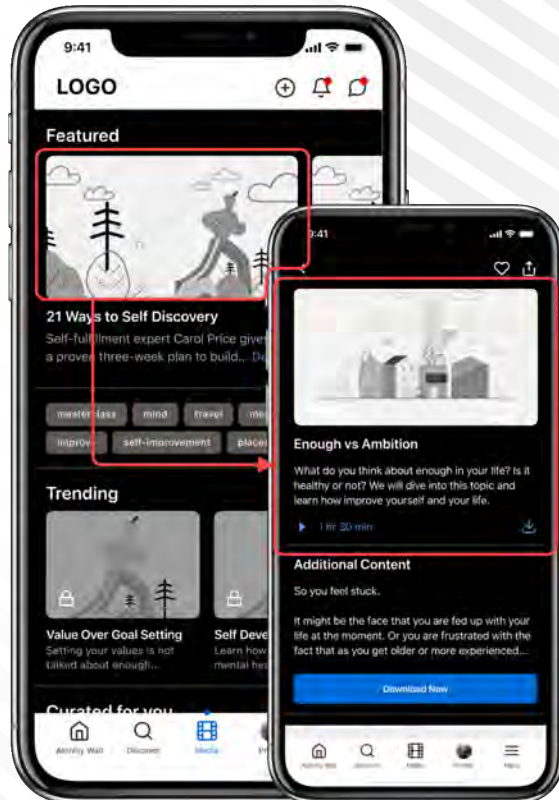 9:41
LOGO
Featured
21 Ways to Self Discovery
Self-fulfilment expert Carol Price gives
a proven three-week plan to build...
masterclass mind travel
improve self-improvement
Trending
Value Over Goal Setting
Setting your values is not
talked about enough...
Self Deve
Learn how
Curated for you
Activity Wall
Discover
Media
:41
Enough vs Ambition
What do you think about enough in your life? Is it
healthy or not? We will dive into this topic and
learn how improve yourself and your life.
1 hr 30 min
Additional Content
So you feel stuck.
It might be the face that you are fed up with your
life at the moment. Or you are frustrated with the
fact that as you get older or more experienced...
Download Now
Activity Wall
Discover
Media
Profile
Menu